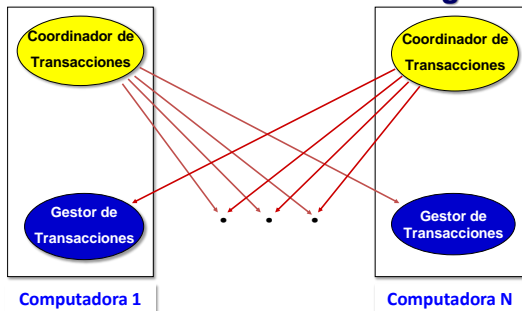 Coordinador de
Transacciones
Coordinador de
Transacciones
Gestor de
Transacciones
Gestor de
Transacciones
Computadora 1
Computadora N